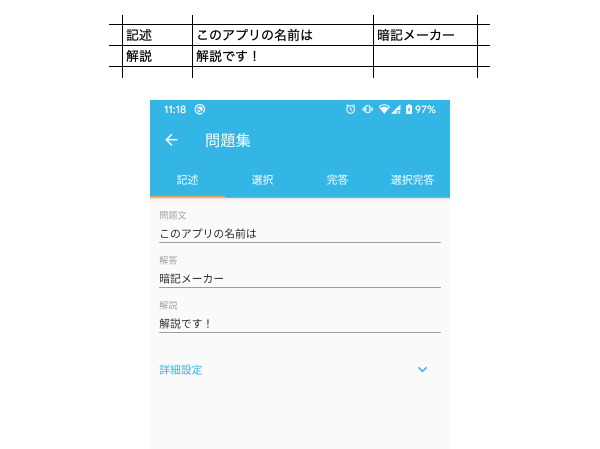 記述 このアプリの名前は 暗記メーカー
解説 解説です！
11:18 97%
問題集
記述 選択 完答 選択完答
問題文
このアプリの名前は
解答
暗記メーカー
解説
解説です！
詳細設定